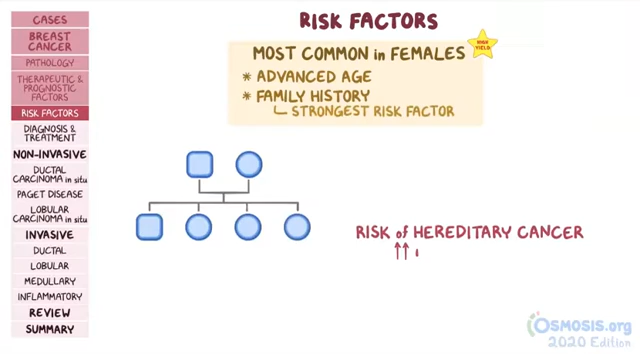 CASES
BREAST
CANCER
PATHOLOGY
THERAPEUTIC &
PROGNOSTIC
FACTORS
RISK FACTORS
DIAGNOSIS &
TREATMENT
NON-INVASIVE
DUCTAL
CARCINOMA in situ
PAGET DISEASE
LOBULAR
CARCINOMA in situ
INVASIVE
DUCTAL
LOBULAR
MEDULLARY
INFLAMMATORY
REVIEW
SUMMARY
RISK FACTORS
HIGH
YIELD
MOST COMMON in FEMALES
* ADVANCED AGE
* FAMILY HISTORY
STRONGEST RISK FACTOR
RISK of HEREDITARY CANCER
↑↑
OSMOSIS.org
2020 Edition